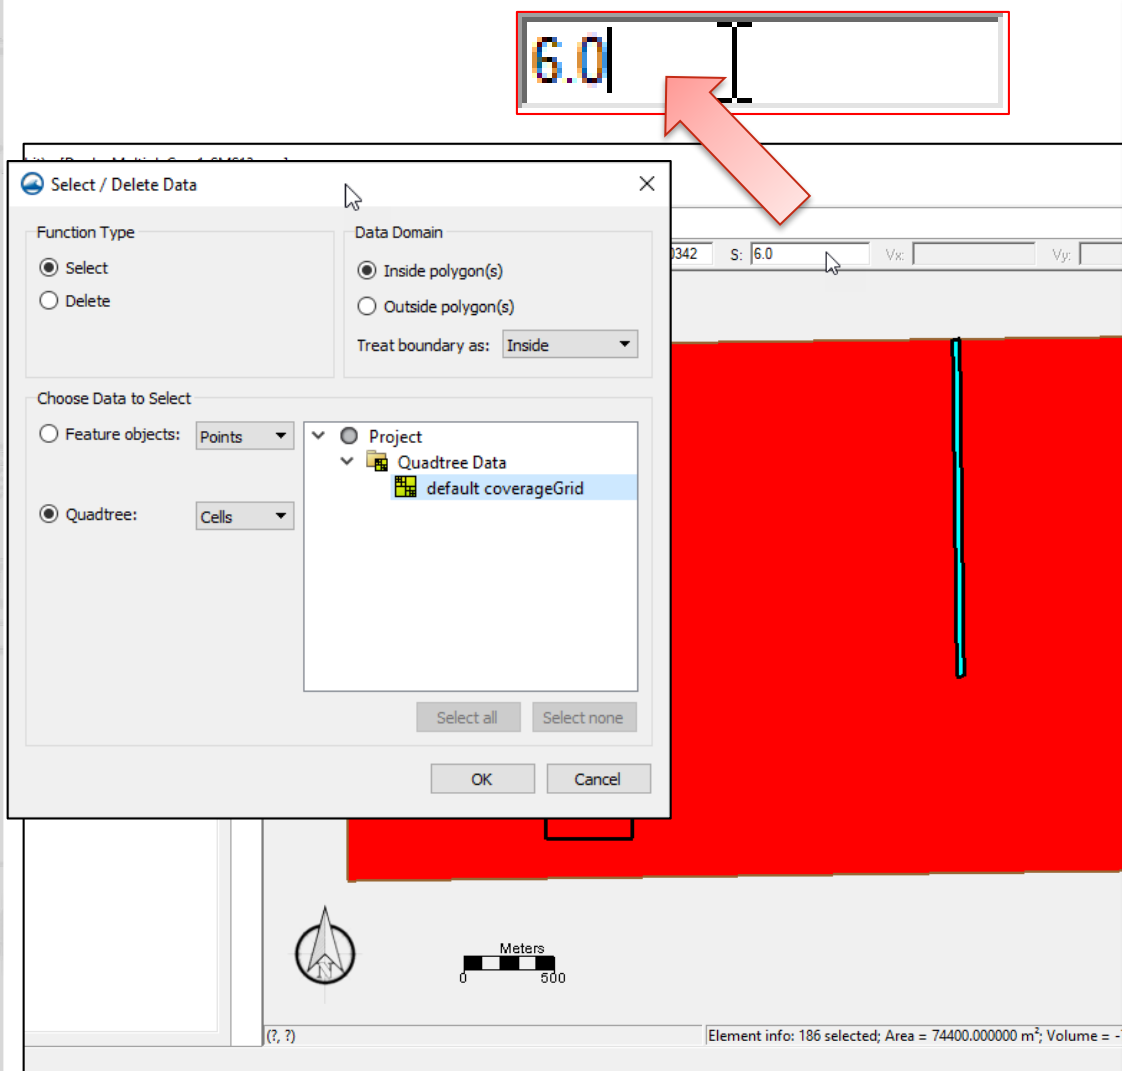 6.0
Select / Delete Data
Function Type
Select
Delete
Data Domain
Inside polygon(s)
Outside polygon(s)
Treat boundary as: Inside
0342 S: 6.0 Vx: Vy:
Choose Data to Select
Feature objects: Points
Quadtree: Cells
Project
Quadtree Data
default coverageGrid
Select all Select none
OK Cancel
N
Meters
0 500
(?, ?)
Element info: 186 selected; Area = 74400.000000 m²; Volume = -